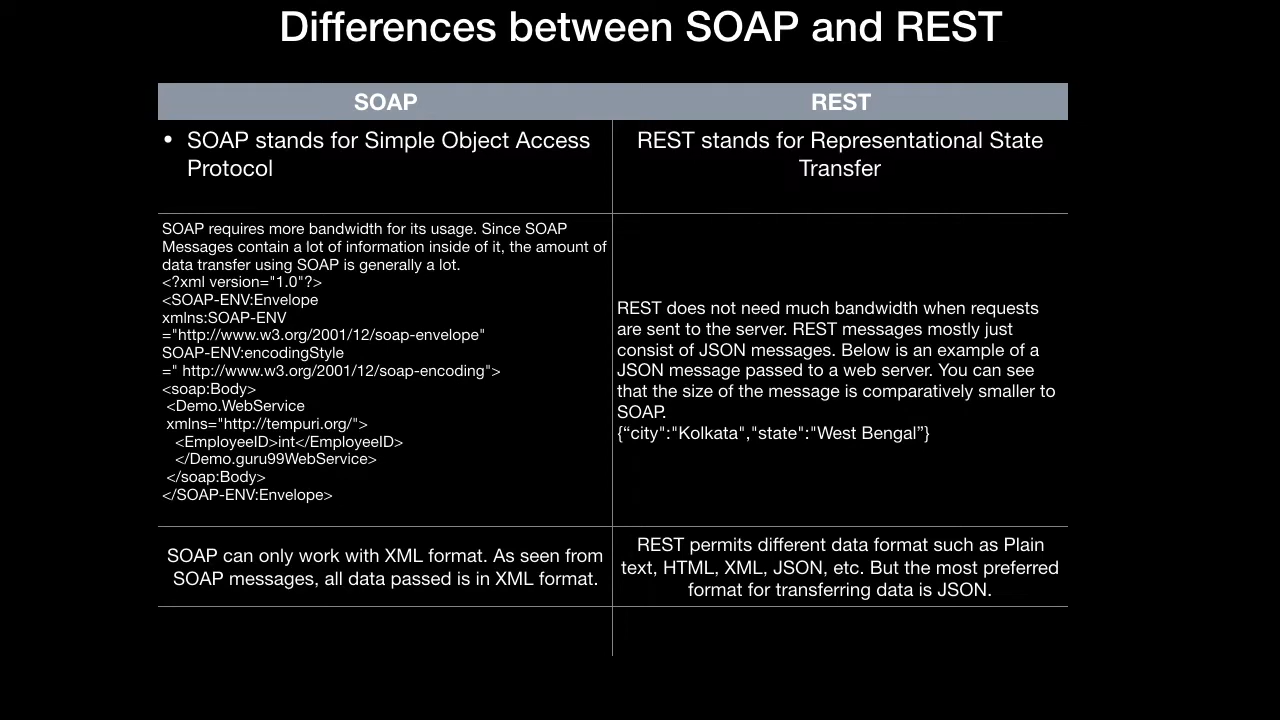 Differences between SOAP and REST
SOAP
REST
• SOAP stands for Simple Object Access
Protocol
REST stands for Representational State
Transfer
SOAP requires more bandwidth for its usage. Since SOAP
Messages contain a lot of information inside of it, the amount of
data transfer using SOAP is generally a lot.
<?xml version="1.0"?>
<SOAP-ENV:Envelope
xmlns:SOAP-ENV
="http://www.w3.org/2001/12/soap-envelope"
SOAP-ENV:encodingStyle
=" http://www.w3.org/2001/12/soap-encoding">
<soap:Body>
<Demo.WebService
xmlns="http://tempuri.org/">
<EmployeeID>int</EmployeeID>
</Demo.guru99WebService>
</soap:Body>
</SOAP-ENV:Envelope>
REST does not need much bandwidth when requests
are sent to the server. REST messages mostly just
consist of JSON messages. Below is an example of a
JSON message passed to a web server. You can see
that the size of the message is comparatively smaller to
SOAP.
{“city":"Kolkata","state":"West Bengal”}
SOAP can only work with XML format. As seen from
SOAP messages, all data passed is in XML format.
REST permits different data format such as Plain
text, HTML, XML, JSON, etc. But the most preferred
format for transferring data is JSON.